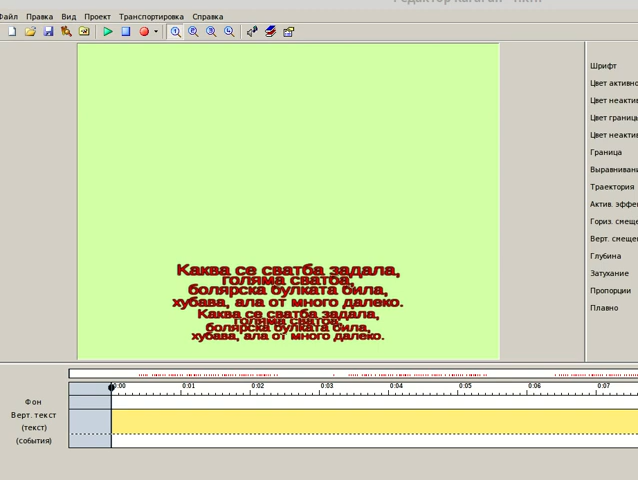 Файл Правка Вид Проект Транспортировка Справка
Шрифт
Цвет активно
Цвет неактив
Цвет границы
Цвет неактив
Граница
Выравнивани
Траектория
Актив. эффе
Гориз. смеще
Верт. смеще
Глубина
Затухание
Пропорции
Плавно
Каква се сватба задала,
голяма сватба,
болярска булката била,
хубава, ала от много далеко.
Каква се сватба задала,
голяма сватба,
болярска булката била,
хубава, ала от много далеко.
0:00 0:01 0:02 0:03 0:04 0:05 0:06 0:07
Фон
Верт. текст
(текст)
(события)